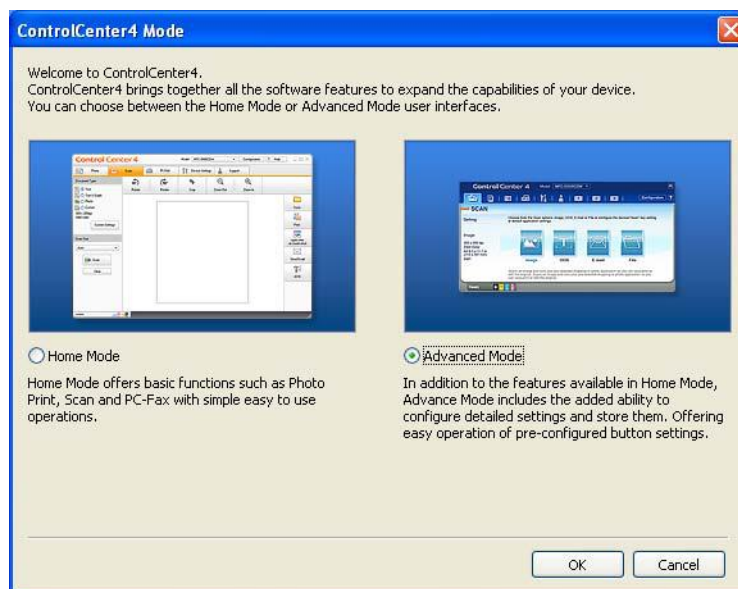 ControlCenter4 Mode
Welcome to ControlCenter4.
ControlCenter4 brings together all the software features to expand the capabilities of your device.
You can choose between the Home Mode or Advanced Mode user interfaces.
Control Center 4
Control Center 4
SCAN
Image
OCR
E-mail
File
Home Mode
Home Mode offers basic functions such as Photo
Print, Scan and PC-Fax with simple easy to use
operations.
Advanced Mode
In addition to the features available in Home Mode,
Advance Mode includes the added ability to
configure detailed settings and store them. Offering
easy operation of pre-configured button settings.
OK
Cancel